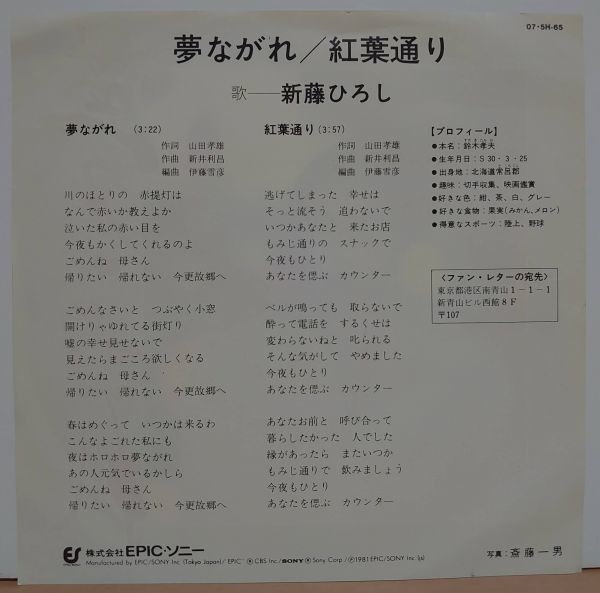 07・5H-65
夢ながれ／紅葉通り
歌──新藤ひろし
夢ながれ (3:22)
作詞 山田孝雄
作曲 新井利昌
編曲 伊藤雪彦
川のほとりの 赤提灯は
なんで赤いか教えよか
泣いた私の赤い目を
今夜もかくしてくれるのよ
ごめんね 母さん
帰りたい 帰れない 今更故郷へ
ごめんなさいと つぶやく小窓
開けりゃゆれてる街灯り
嘘の幸せ見せないで
見えたらまごころ欲しくなる
ごめんね 母さん
帰りたい 帰れない 今更故郷へ
春はめぐって いつかは来るわ
こんなよごれた私にも
夜はホロホロ夢ながれ
あの人元気でいるかしら
ごめんね 母さん
帰りたい 帰れない 今更故郷へ
紅葉通り (3:57)
作詞 山田孝雄
作曲 新井利昌
編曲 伊藤雪彦
逃げてしまった 幸せは
そっと流そう 追わないで
いつかあなたと 来たお店
もみじ通りの スナックで
今夜もひとり
あなたを偲ぶ カウンター
ベルが鳴っても 取らないで
酔って電話を するくせは
変わらないねと 叱られる
そんな気がして やめました
今夜もひとり
あなたを偲ぶ カウンター
あなたお前と 呼び合って
暮らしたかった 人でした
縁があったら またいつか
もみじ通りで 飲みましょう
今夜もひとり
あなたを偲ぶ カウンター
【プロフィール】
●本名：鈴木孝夫
●生年月日：S 30・3・25
●出身地：北海道常呂郡
●趣味：切手収集、映画鑑賞
●好きな色：紺、茶、白、グレー
●好きな食物：果実(みかん、メロン)
●得意なスポーツ：陸上、野球
〈ファン・レターの宛先〉
東京都港区南青山1-1-1
新青山ビル西館8F
〒107
ES 株式会社EPIC・ソニー
Manufactured by EPIC/SONY Inc (Tokyo Japan)／"EPIC" ® CBS Inc／SONY ® Sony Corp／Ⓟ1981 EPIC/SONY Inc. (js)
写真：斎藤一男